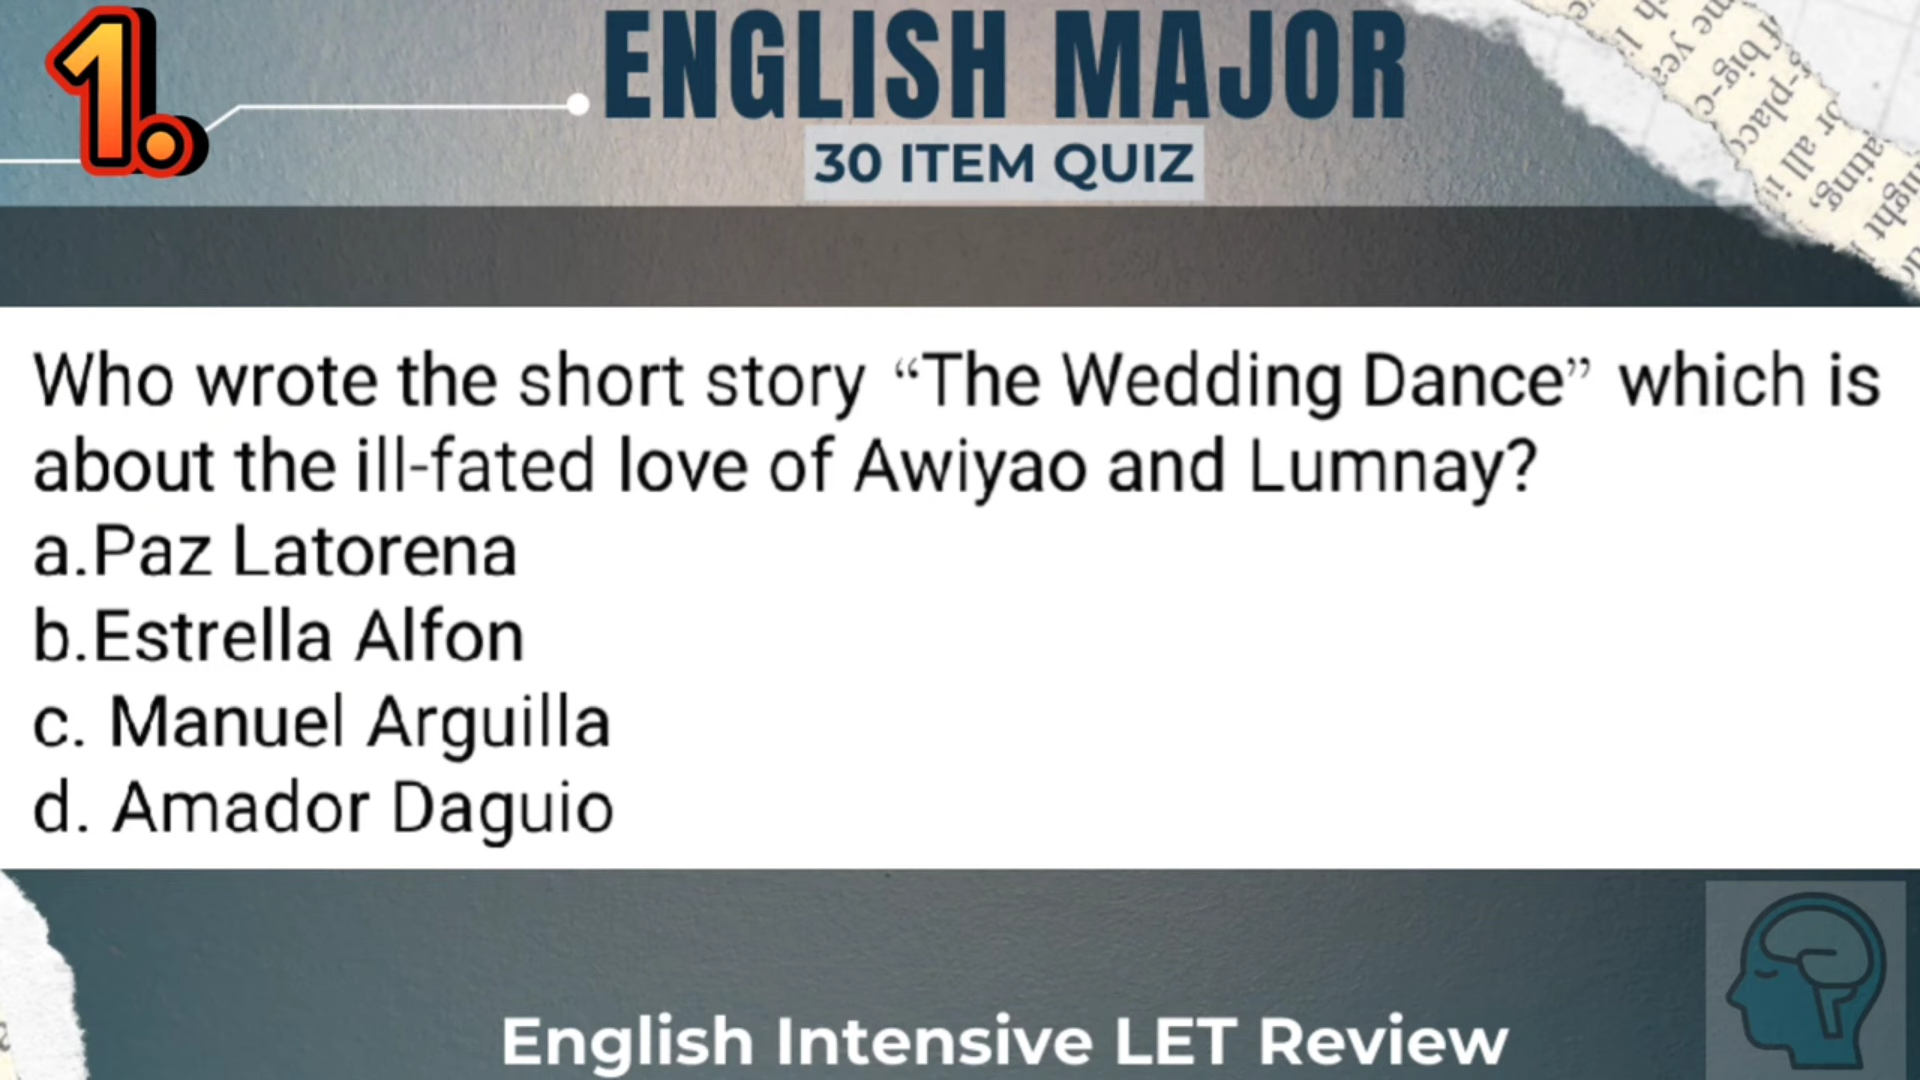 1.
ENGLISH MAJOR
30 ITEM QUIZ
Who wrote the short story “The Wedding Dance” which is
about the ill-fated love of Awiyao and Lumnay?
a.Paz Latorena
b.Estrella Alfon
c. Manuel Arguilla
d. Amador Daguio
English Intensive LET Review